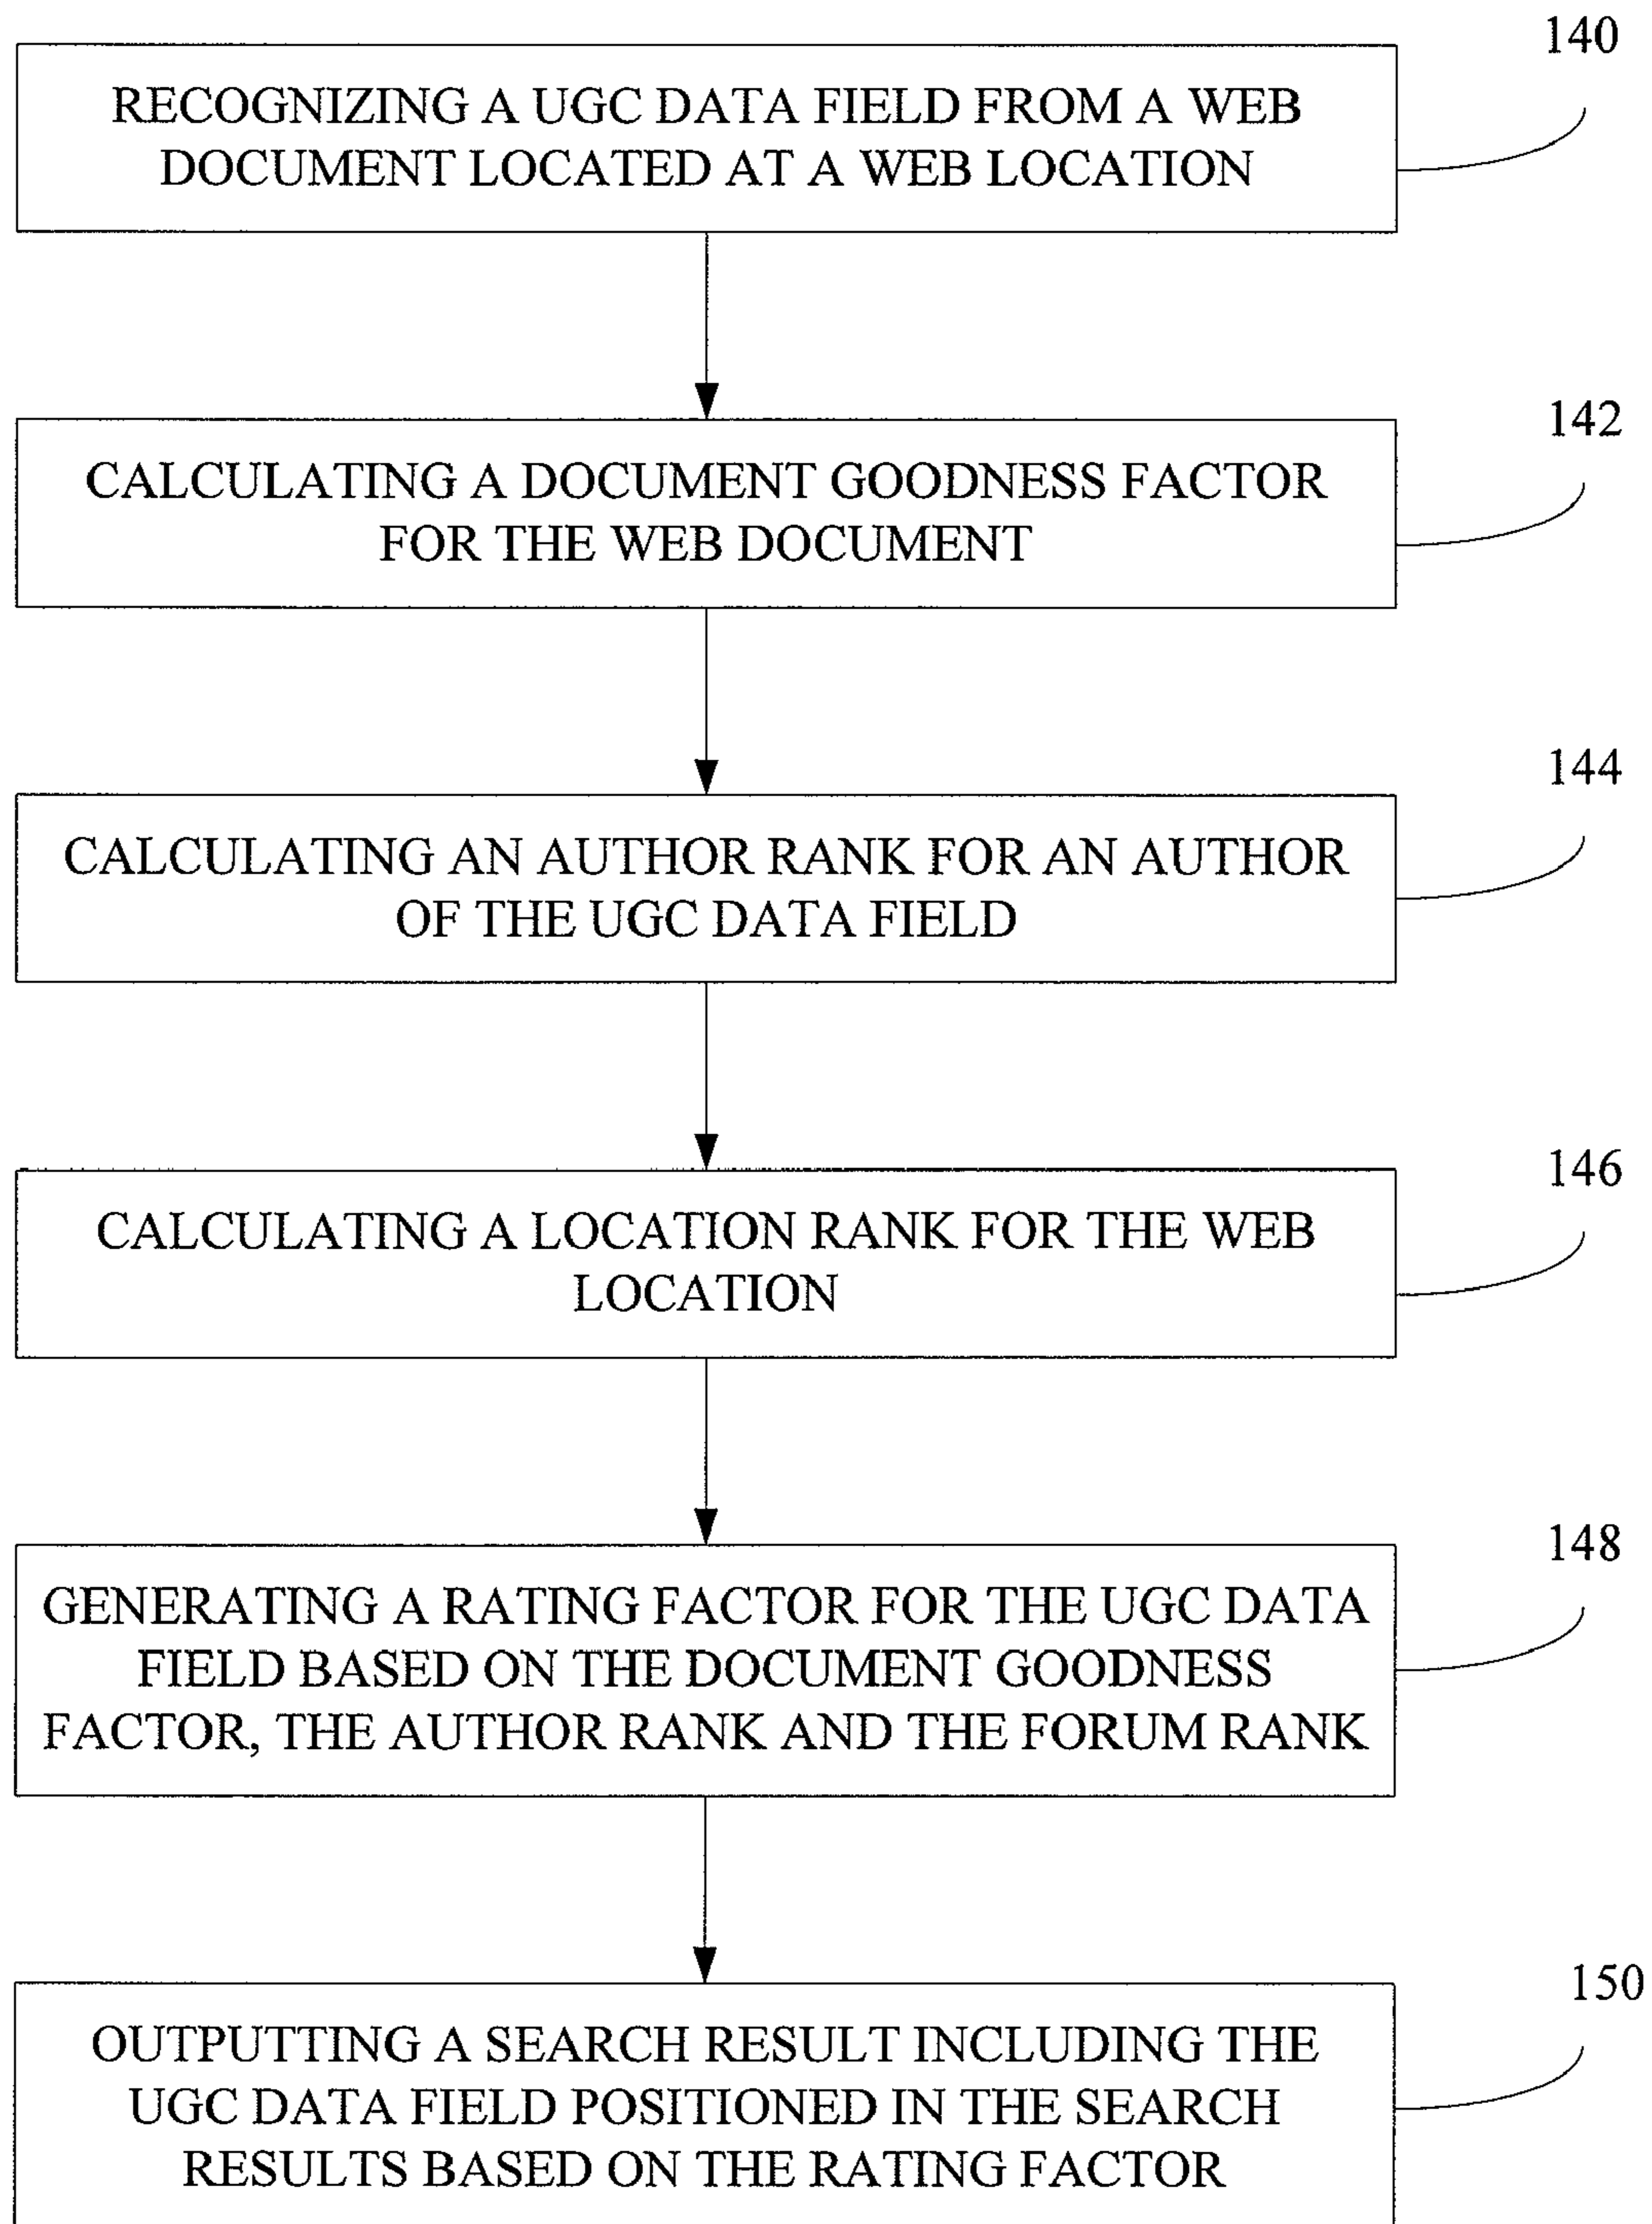 140
RECOGNIZING A UGC DATA FIELD FROM A WEB
DOCUMENT LOCATED AT A WEB LOCATION
142
CALCULATING A DOCUMENT GOODNESS FACTOR
FOR THE WEB DOCUMENT
144
CALCULATING AN AUTHOR RANK FOR AN AUTHOR
OF THE UGC DATA FIELD
146
CALCULATING A LOCATION RANK FOR THE WEB
LOCATION
148
GENERATING A RATING FACTOR FOR THE UGC DATA
FIELD BASED ON THE DOCUMENT GOODNESS
FACTOR, THE AUTHOR RANK AND THE FORUM RANK
150
OUTPUTTING A SEARCH RESULT INCLUDING THE
UGC DATA FIELD POSITIONED IN THE SEARCH
RESULTS BASED ON THE RATING FACTOR